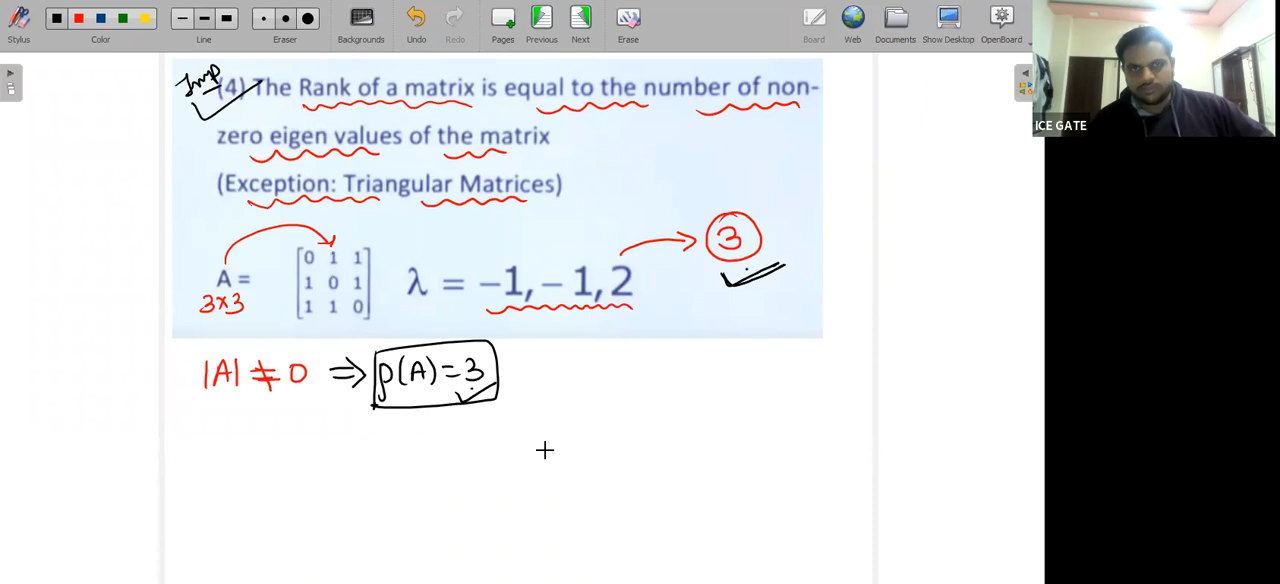 Stylus
Color
Line
Eraser
Backgrounds
Undo
Redo
Pages
Previous
Next
Erase
Board
Web
Documents
Show Desktop
OpenBoard
ICE GATE
Imp
(4) The Rank of a matrix is equal to the number of non-
zero eigen values of the matrix
(Exception: Triangular Matrices)
3
A = [0 1 1
1 0 1
1 1 0] λ = -1, - 1, 2
3×3
|A| ≠ 0 ⇒ ρ(A) = 3